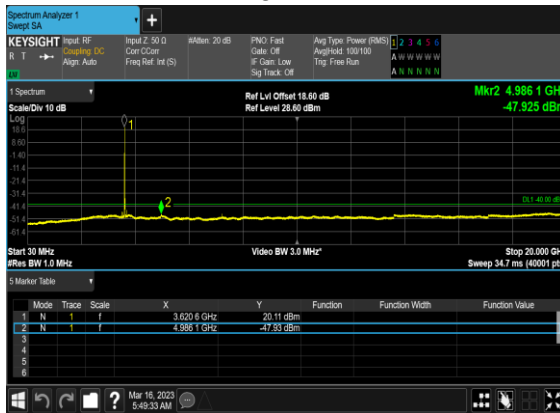 Spectrum Analyzer 1
Swept SA
+
KEYSIGHT Input: RF Input Z: 50 Ω #Atten: 20 dB PNO: Fast Avg Type: Power (RMS) 1 2 3 4 5 6
R T Coupling: DC Corr CCorr Gate: Off Avg|Hold: 100/100 A W W W W W
Align: Auto Freq Ref: Int (S) IF Gain: Low Trig: Free Run
Sig Track: Off A N N N N N
LXI
1 Spectrum Ref Lvl Offset 18.60 dB Mkr2 4.986 1 GH
Scale/Div 10 dB Ref Level 28.60 dBm -47.925 dBm
Log
18.6
8.60
-1.40
-11.4
-21.4
-31.4
-41.4
-51.4
-61.4
1
2
DL1 -40.00 dB
Start 30 MHz Video BW 3.0 MHz* Stop 20.000 GH
#Res BW 1.0 MHz Sweep 34.7 ms (40001 pt
5 Marker Table
Mode Trace Scale X Y Function Function Width Function Value
1 N 1 f 3.620 6 GHz 20.11 dBm
2 N 1 f 4.986 1 GHz -47.93 dBm
3
4
5
6
? Mar 16, 2023
5:49:33 AM